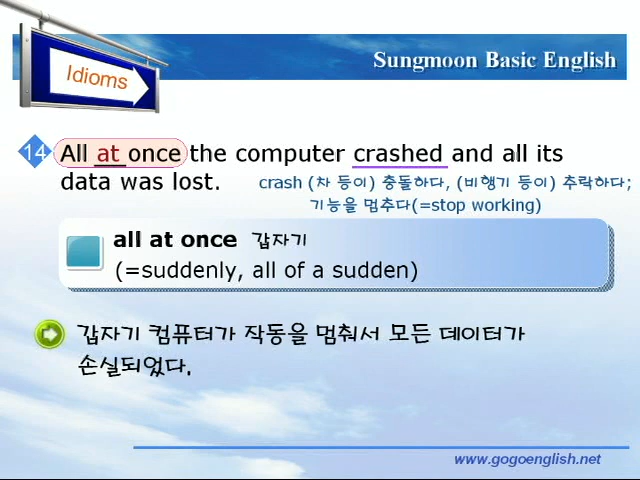 Idioms
Sungmoon Basic English
14 All at once the computer crashed and all its
data was lost.
crash (차 등이) 충돌하다, (비행기 등이) 추락하다;
기능을 멈추다(=stop working)
all at once 갑자기
(=suddenly, all of a sudden)
갑자기 컴퓨터가 작동을 멈춰서 모든 데이터가
손실되었다.
www.gogoenglish.net